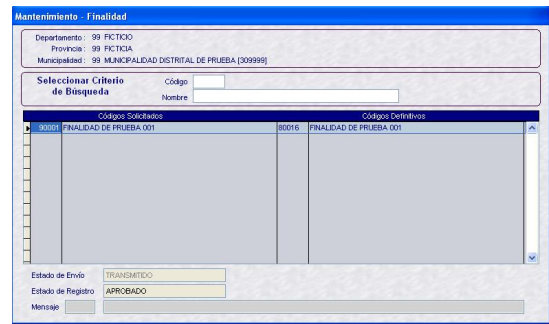 Mantenimiento - Finalidad
Departamento : 99 FICTICIO
Provincia : 99 FICTICIA
Municipalidad : 99 MUNICIPALIDAD DISTRITAL DE PRUEBA [309999]
Seleccionar Criterio de Búsqueda
Código
Nombre
Códigos Solicitados Códigos Definitivos
90001 FINALIDAD DE PRUEBA 001 80016 FINALIDAD DE PRUEBA 001
Estado de Envío TRANSMITIDO
Estado de Registro APROBADO
Mensaje